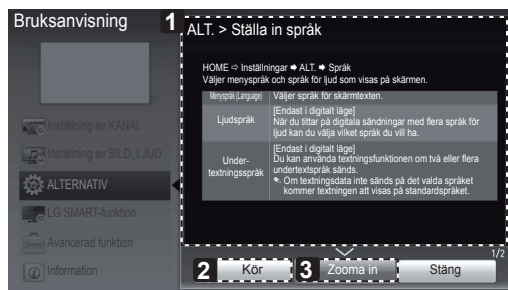 Bruksanvisning
1
ALT. > Ställa in språk
HOME ⇨ Inställningar ➡ ALT. ➡ Språk
Väljer menyspråk och språk för ljud som visas på skärmen.
Menyspråk (Language) Väljer språk för skärmtexten.
Ljudspråk
[Endast i digitalt läge]
När du tittar på digitala sändningar med flera språk för
ljud kan du välja vilket språk du vill ha.
Under-
textningsspråk
[Endast i digitalt läge]
Du kan använda textningsfunktionen om två eller flera
undertextspråk sänds.
Om textningsdata inte sänds på det valda språket
kommer textningen att visas på standardspråket.
Inställning av KANAL
Inställning av BILD, LJUD
ALTERNATIV
LG SMART-funktion
Avancerad funktion
Information
1/2
2 Kör
3 Zooma in
Stäng